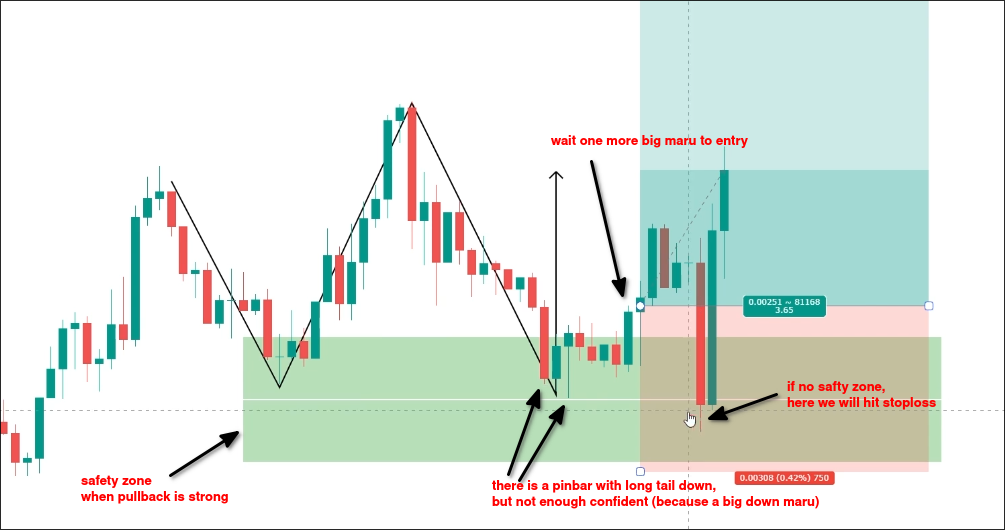 wait one more big maru to entry
0.00251 ~ 81168
3.65
if no safty zone,
here we will hit stoploss
safety zone
when pullback is strong
0.00308 (0.42%) 750
there is a pinbar with long tail down,
but not enough confident (because a big down maru)